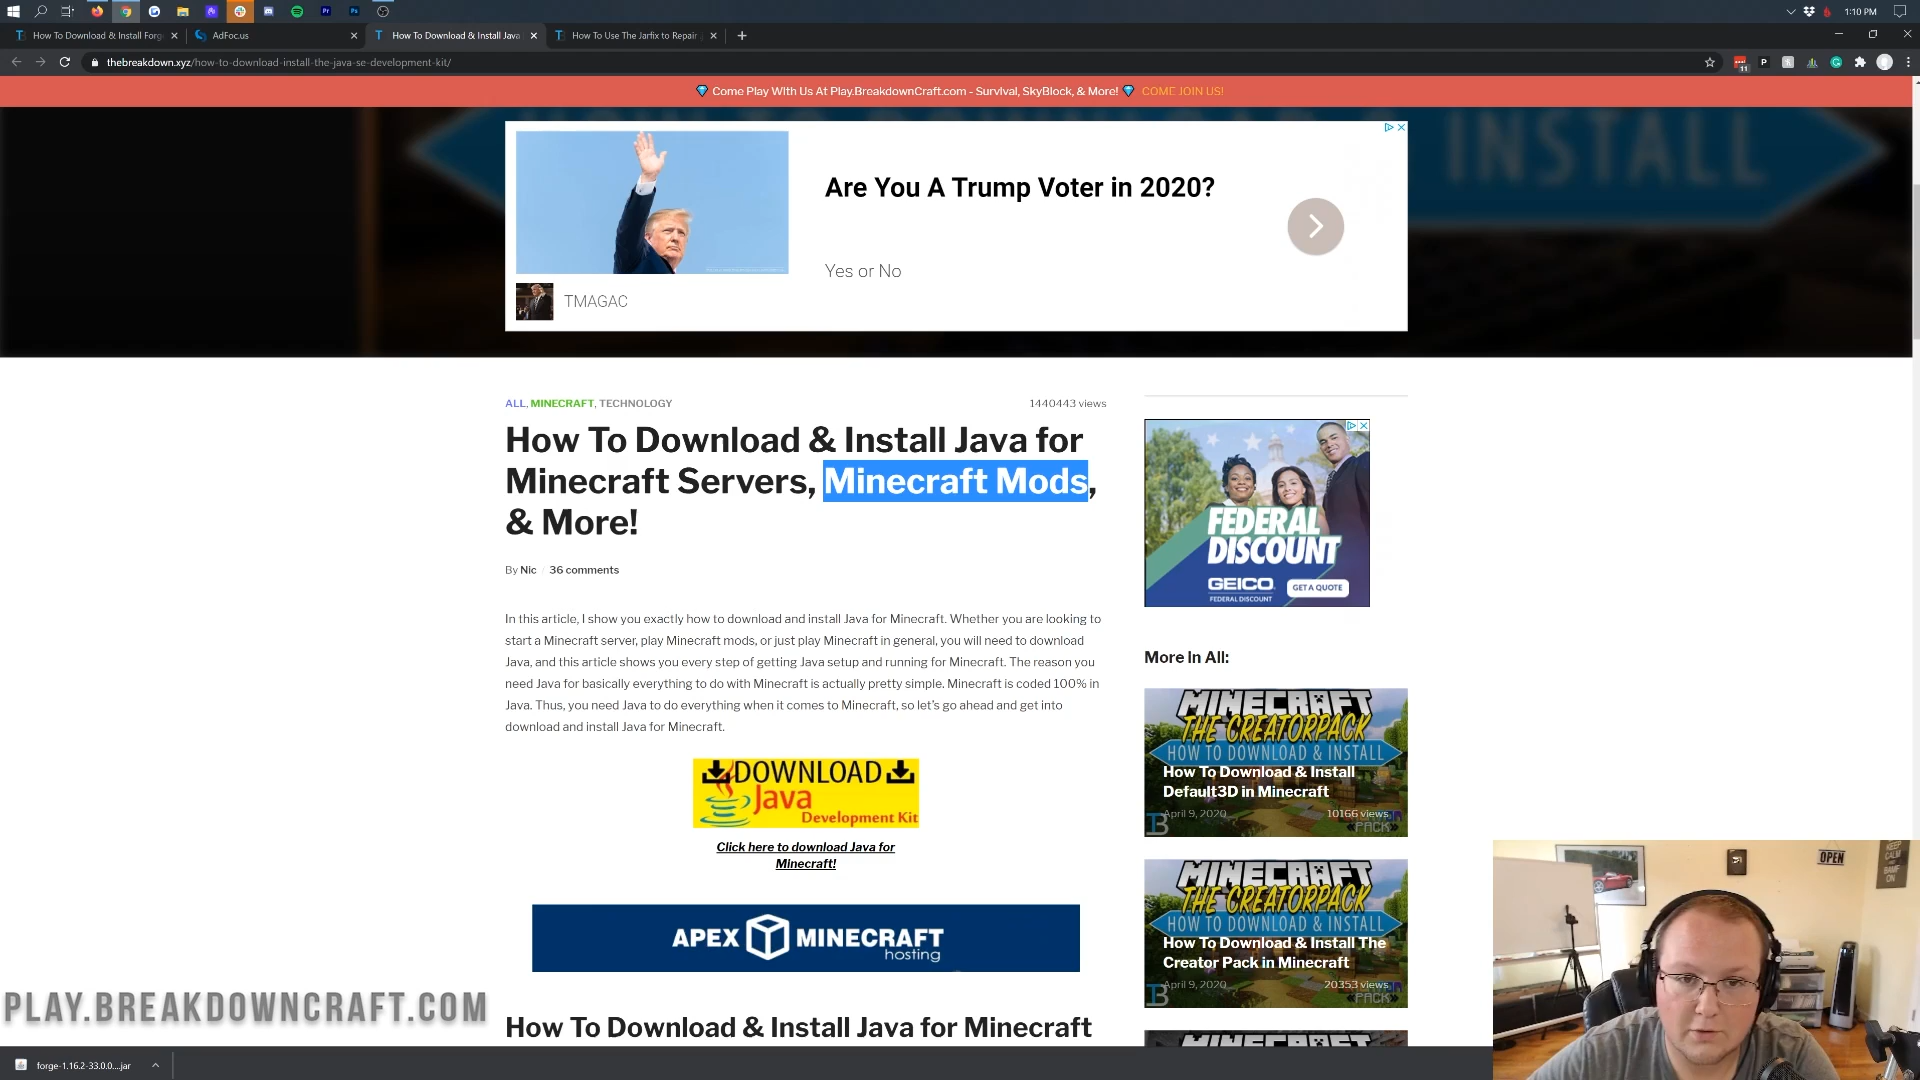 1:10 PM
How To Download & Install Forge
AdFoc.us
How To Download & Install Java
How To Use The Jarfix to Repair
thebreakdown.xyz/how-to-download-install-the-java-se-development-kit/
11
Come Play With Us At Play.BreakdownCraft.com - Survival, SkyBlock, & More! COME JOIN US!
INSTALL
Are You A Trump Voter in 2020?
Yes or No
TMAGAC
ALL, MINECRAFT, TECHNOLOGY
1440443 views
How To Download & Install Java for
Minecraft Servers, Minecraft Mods,
& More!
By Nic / 36 comments
In this article, I show you exactly how to download and install Java for Minecraft. Whether you are looking to
start a Minecraft server, play Minecraft mods, or just play Minecraft in general, you will need to download
Java, and this article shows you every step of getting Java setup and running for Minecraft. The reason you
need Java for basically everything to do with Minecraft is actually pretty simple. Minecraft is coded 100% in
Java. Thus, you need Java to do everything when it comes to Minecraft, so let's go ahead and get into
download and install Java for Minecraft.
DOWNLOAD
Java
Development Kit
Click here to download Java for
Minecraft!
APEX MINECRAFT
hosting
How To Download & Install Java for Minecraft
FEDERAL
DISCOUNT
GEICO
FEDERAL DISCOUNT
GET A QUOTE
More In All:
MINECRAFT
THE CREATORPACK
HOW TO DOWNLOAD & INSTALL
How To Download & Install
Default3D in Minecraft
April 9, 2020
10166 views
PACK
MINECRAFT
THE CREATORPACK
HOW TO DOWNLOAD & INSTALL
How To Download & Install The
Creator Pack in Minecraft
April 9, 2020
20353 views
PACK
MINECRAFT
OPEN
KEEP
CALM
AND
BAMF
ON
PLAY.BREAKDOWNCRAFT.COM
forge-1.16.2-33.0.0....jar